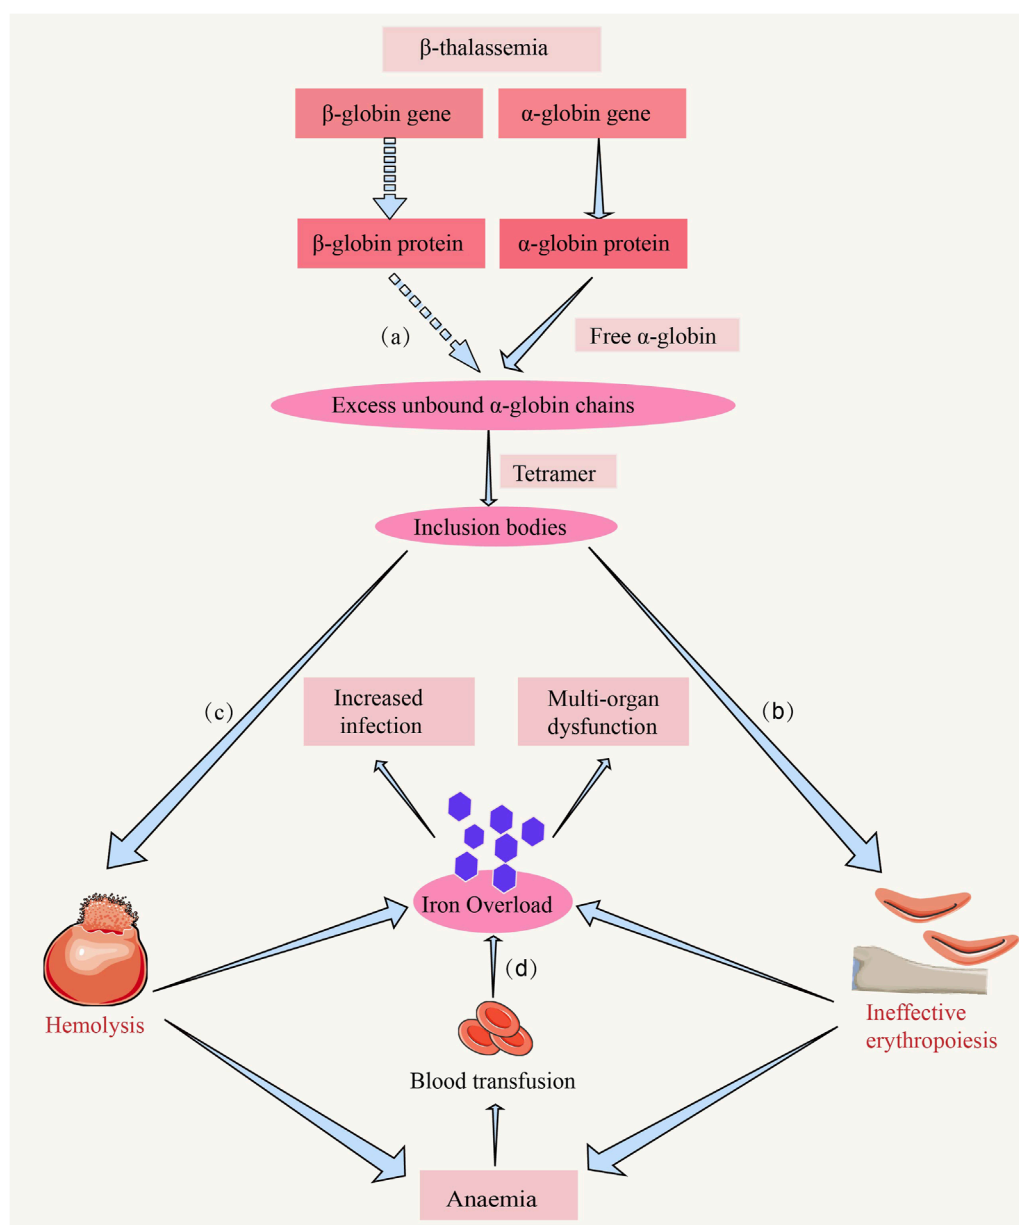 β-thalassemia
β-globin gene
α-globin gene
β-globin protein
α-globin protein
(a)
Free α-globin
Excess unbound α-globin chains
Tetramer
Inclusion bodies
(c)
Increased
infection
Multi-organ
dysfunction
(b)
Iron Overload
(d)
Hemolysis
Ineffective
erythropoiesis
Blood transfusion
Anaemia